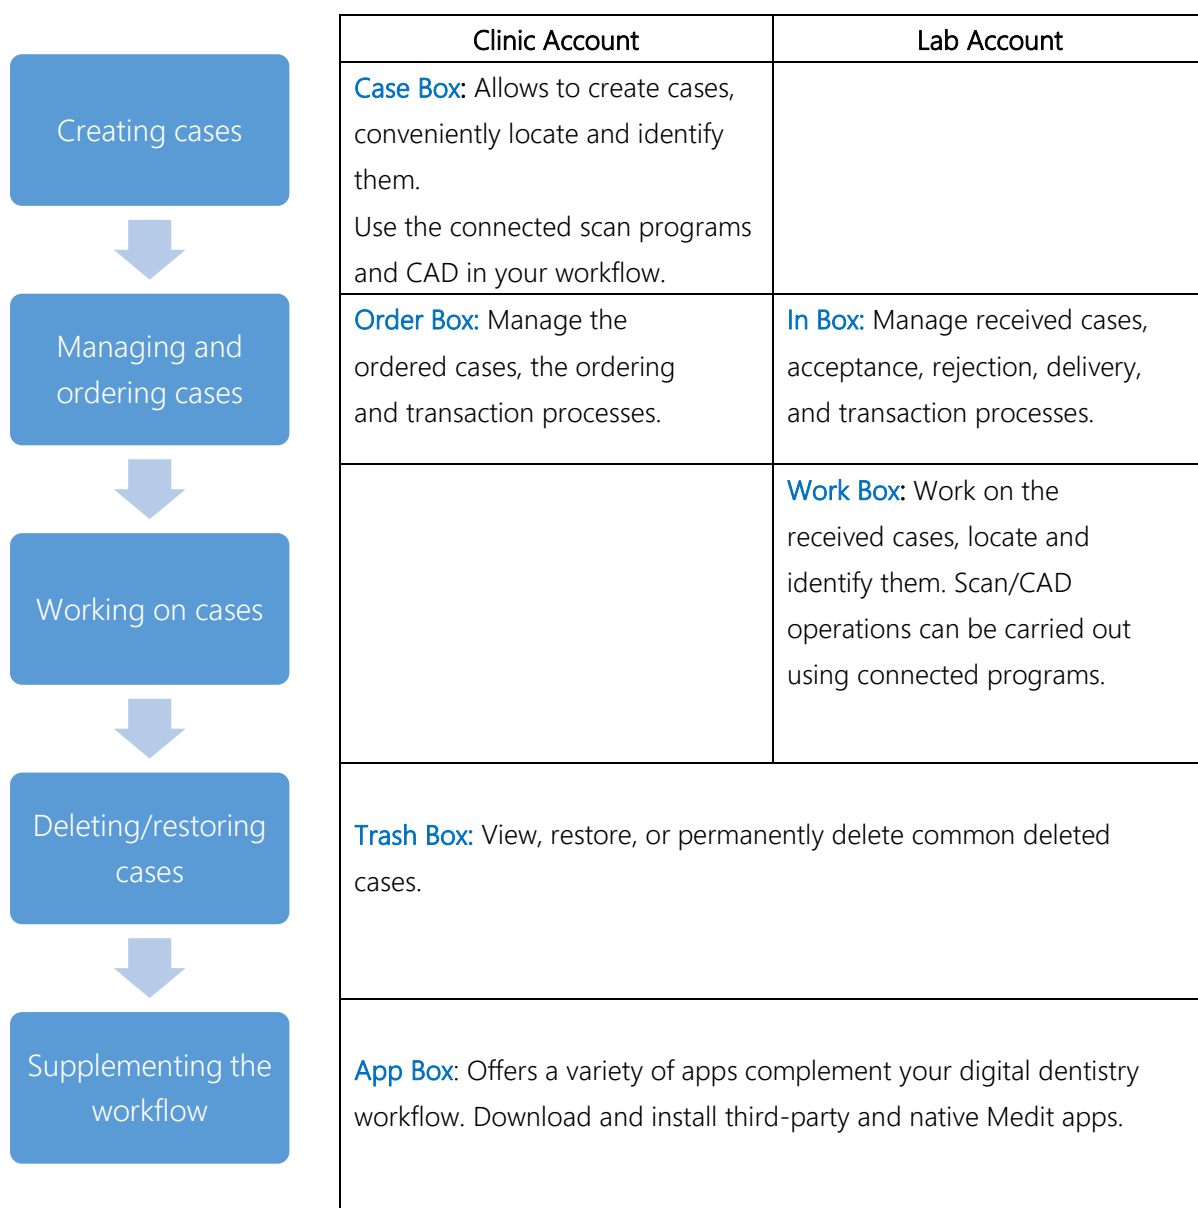 Clinic Account
Lab Account
Creating cases
Case Box: Allows to create cases,
conveniently locate and identify
them.
Use the connected scan programs
and CAD in your workflow.
Managing and
ordering cases
Order Box: Manage the
ordered cases, the ordering
and transaction processes.
In Box: Manage received cases,
acceptance, rejection, delivery,
and transaction processes.
Working on cases
Work Box: Work on the
received cases, locate and
identify them. Scan/CAD
operations can be carried out
using connected programs.
Deleting/restoring
cases
Trash Box: View, restore, or permanently delete common deleted
cases.
Supplementing the
workflow
App Box: Offers a variety of apps complement your digital dentistry
workflow. Download and install third-party and native Medit apps.